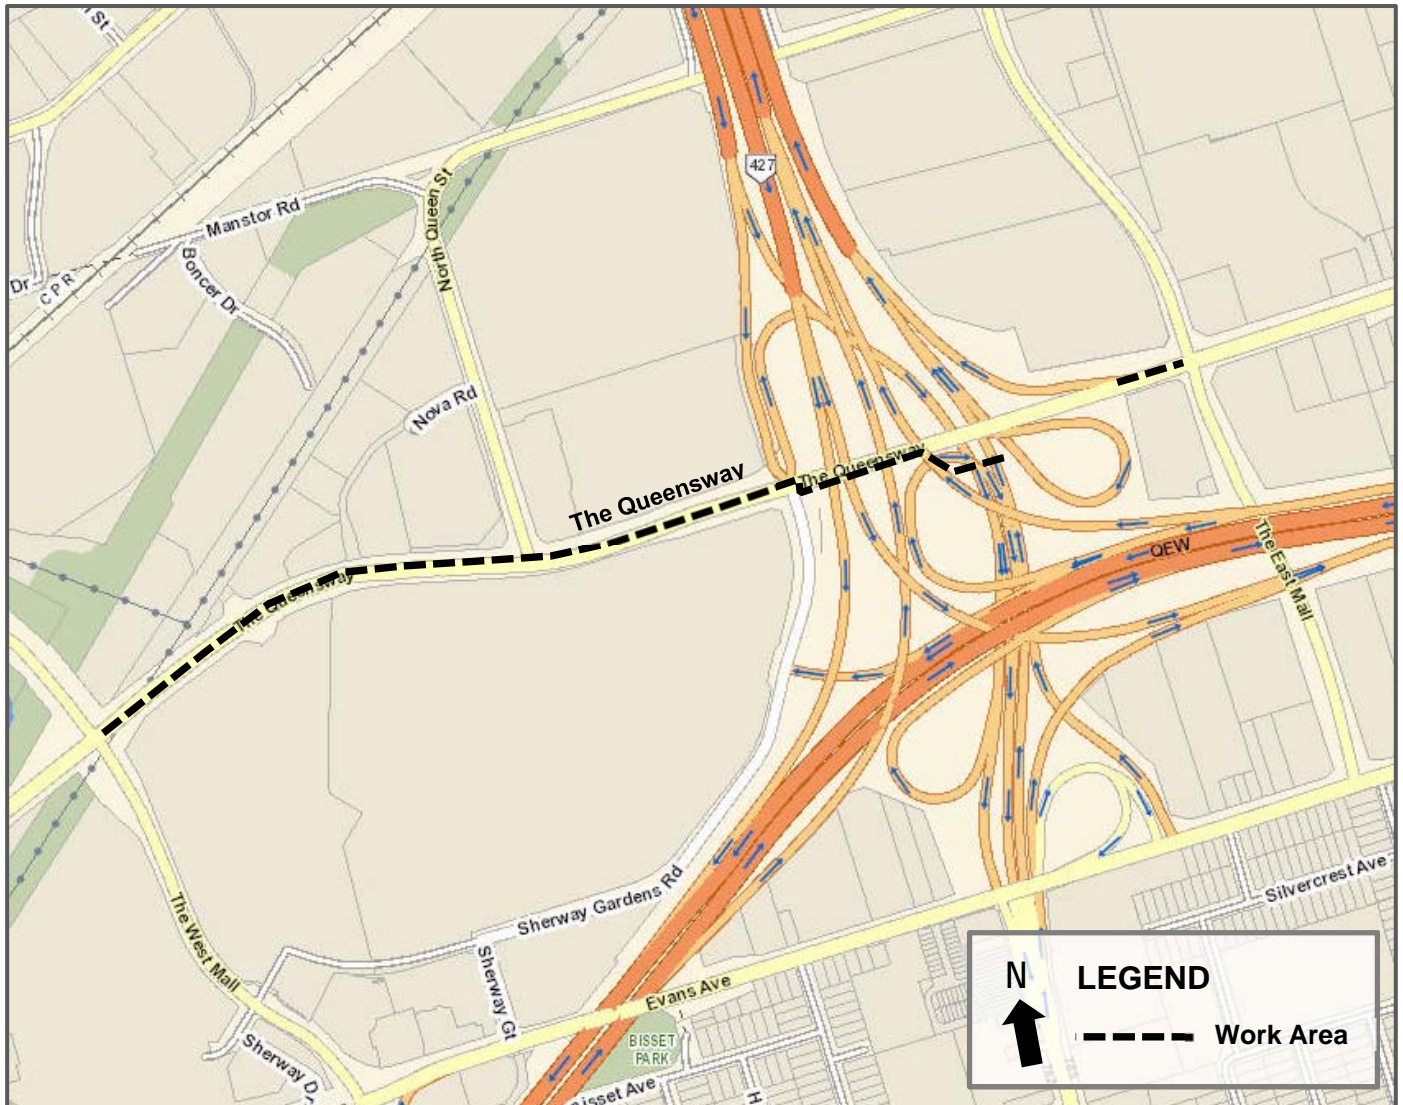 St
427
Manstor Rd
North Queen St
Boncer Dr
Dr
CPR
Nova Rd
The Queensway
The Queensway
The Queensway
QEW
The East Mall
The West Mall
Sherway Gardens Rd
Sherway Gt
Sherway Dr
Evans Ave
Silvercrest Ave
BISSET
PARK
Bisset Ave
H
N
LEGEND
Work Area